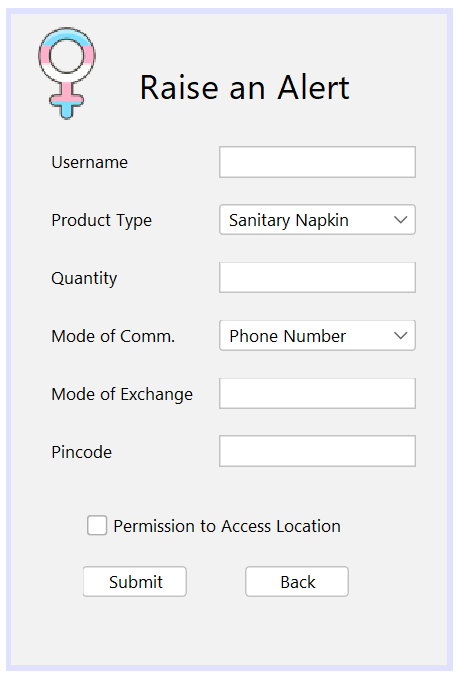 Raise an Alert
Username
Product Type Sanitary Napkin
Quantity
Mode of Comm. Phone Number
Mode of Exchange
Pincode
Permission to Access Location
Submit Back